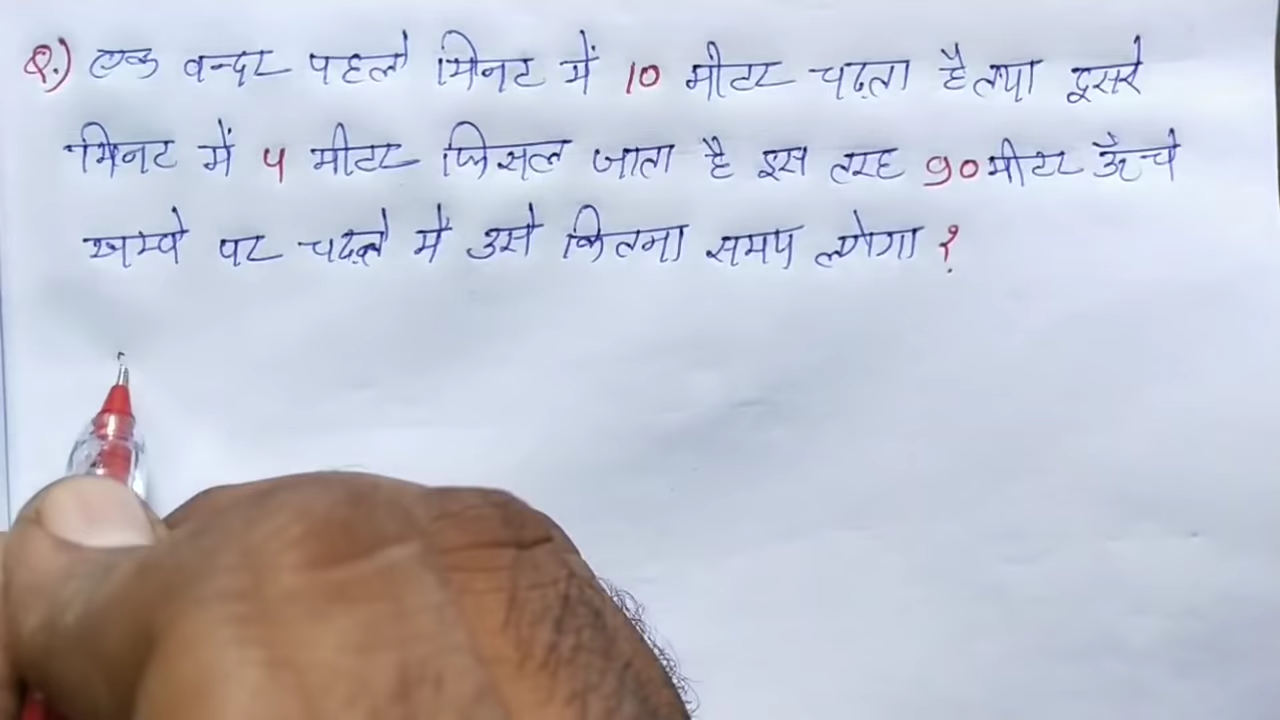 Q.) एक बन्दर पहले मिनट में 10 मीटर चढ़ता है तथा दूसरे
मिनट में 4 मीटर फिसल जाता है इस तरह 90 मीटर ऊँचे
खम्बे पर चढ़ने में उसे कितना समय लगेगा ?